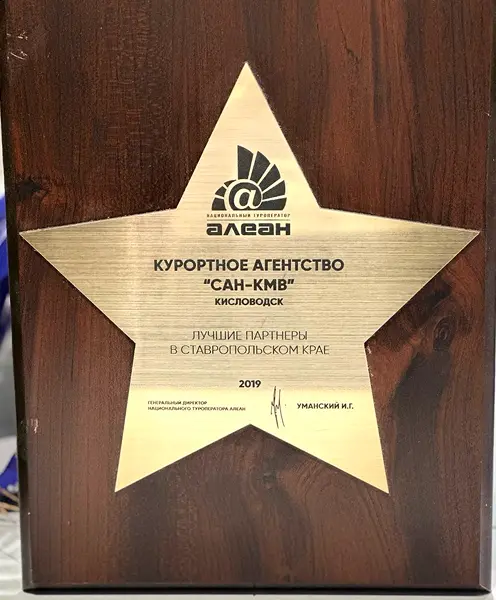 @
НАЦИОНАЛЬНЫЙ ТУРОПЕРАТОР
алеан
КУРОРТНОЕ АГЕНТСТВО
"САН-КМВ"
КИСЛОВОДСК
ЛУЧШИЕ ПАРТНЕРЫ
В СТАВРОПОЛЬСКОМ КРАЕ
2019
ГЕНЕРАЛЬНЫЙ ДИРЕКТОР
НАЦИОНАЛЬНОГО ТУРОПЕРАТОРА АЛЕАН
УМАНСКИЙ И.Г.